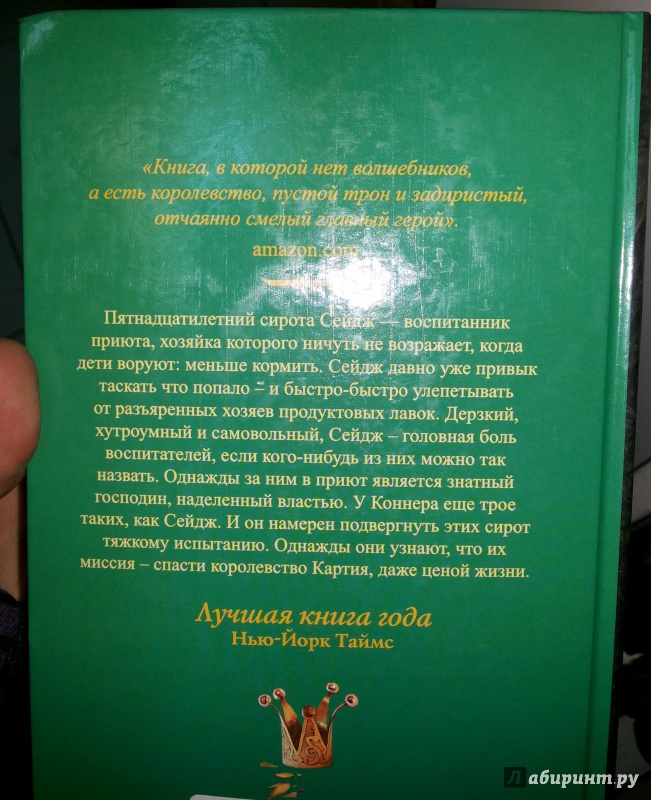 «Книга, в которой нет волшебников,
а есть королевство, пустой трон и задиристый,
отчаянно смелый главный герой».
amazon.com
Пятнадцатилетний сирота Сейдж — воспитанник
приюта, хозяйка которого ничуть не возражает, когда
дети воруют: меньше кормить. Сейдж давно уже привык
таскать что попало – и быстро-быстро улепетывать
от разъяренных хозяев продуктовых лавок. Дерзкий,
хутроумный и самовольный, Сейдж – головная боль
воспитателей, если кого-нибудь из них можно так
назвать. Однажды за ним в приют является знатный
господин, наделенный властью. У Коннера еще трое
таких, как Сейдж. И он намерен подвергнуть этих сирот
тяжкому испытанию. Однажды они узнают, что их
миссия – спасти королевство Картия, даже ценой жизни.
Лучшая книга года
Нью-Йорк Таймс
Лабиринт.ру